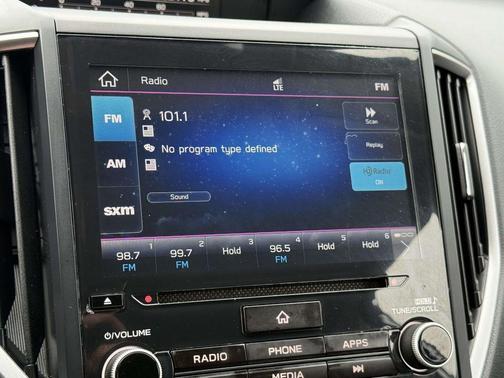 Radio
LTE
FM
FM
101.1
Scan
No program type defined
AM
Replay
HD Radio
ON
Sound
sxm
1 2 3 4 5 6
98.7 99.7 Hold 96.5 Hold Hold
FM FM FM
HOLD
TUNE/SCROLL
VOLUME
RADIO PHONE APPS
MEDIA